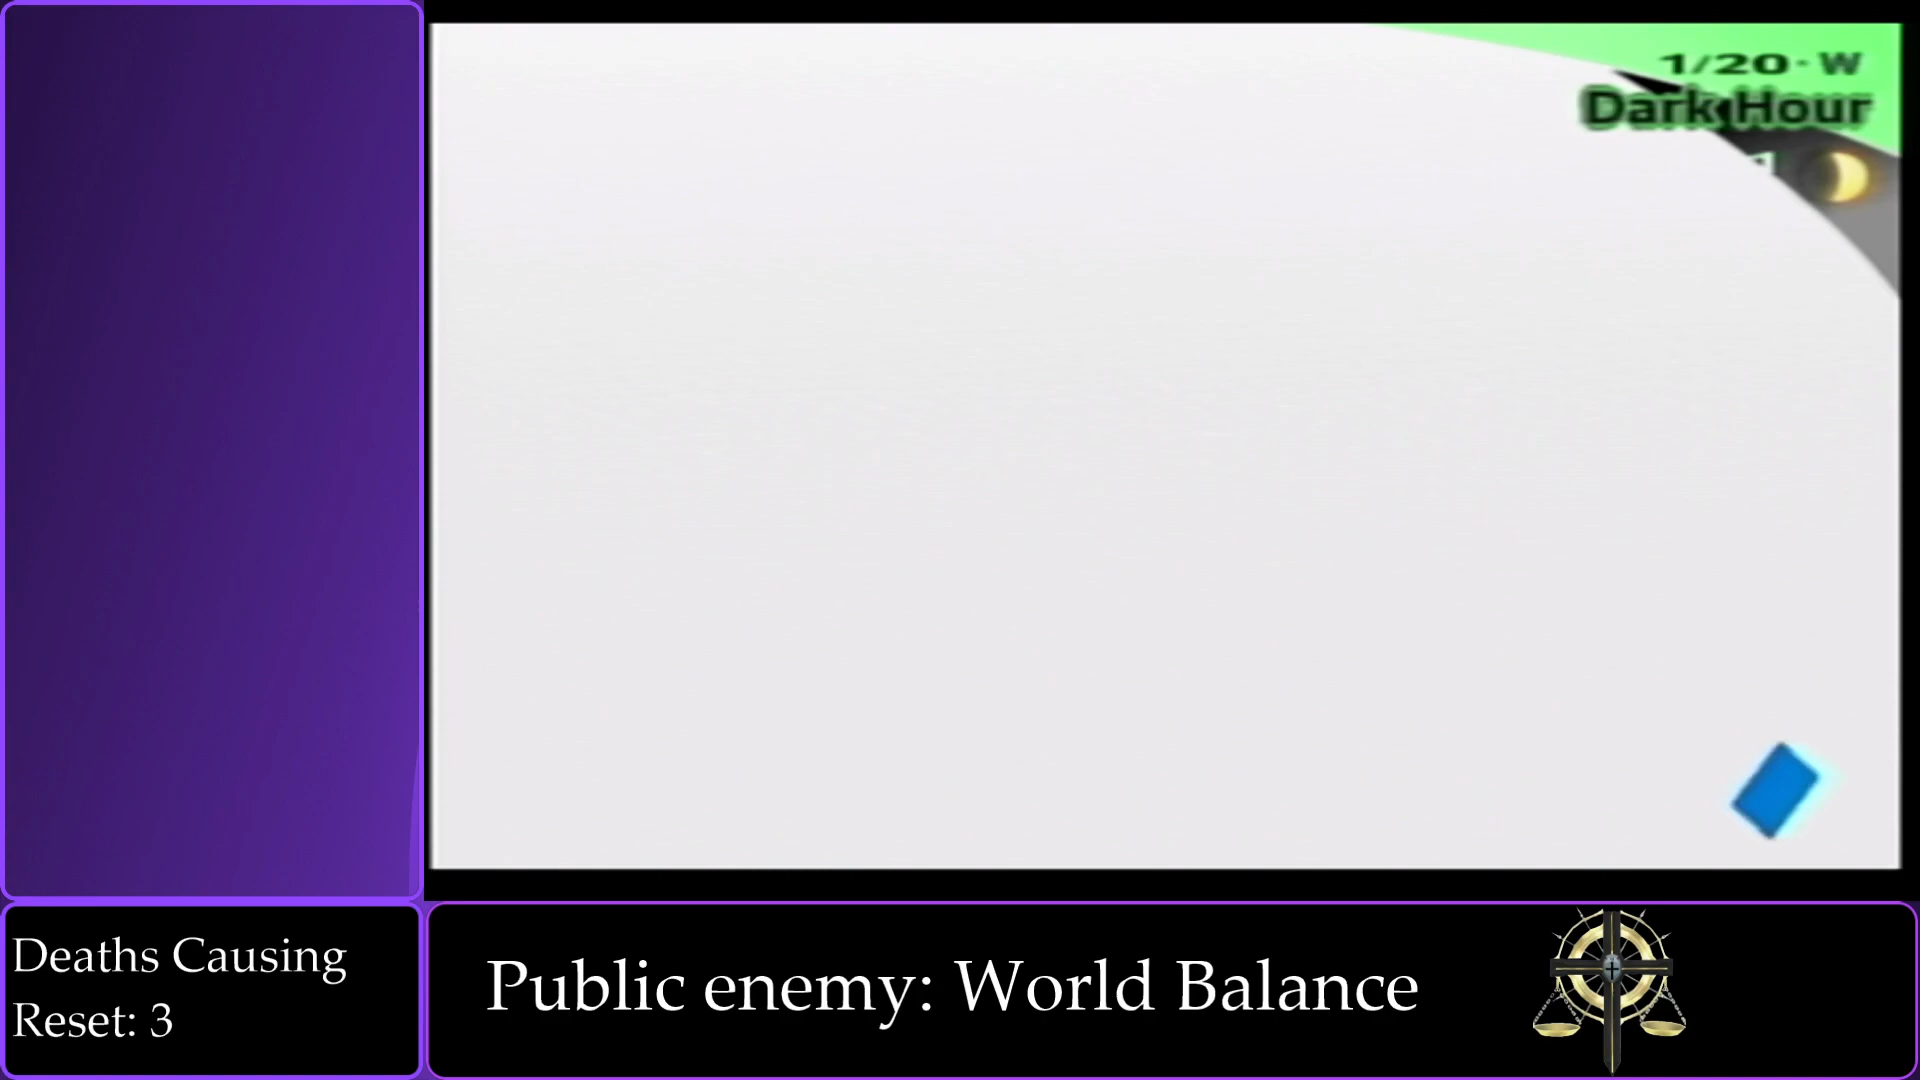 1/20 · W
Dark Hour
Deaths Causing
Reset: 3
Public enemy: World Balance